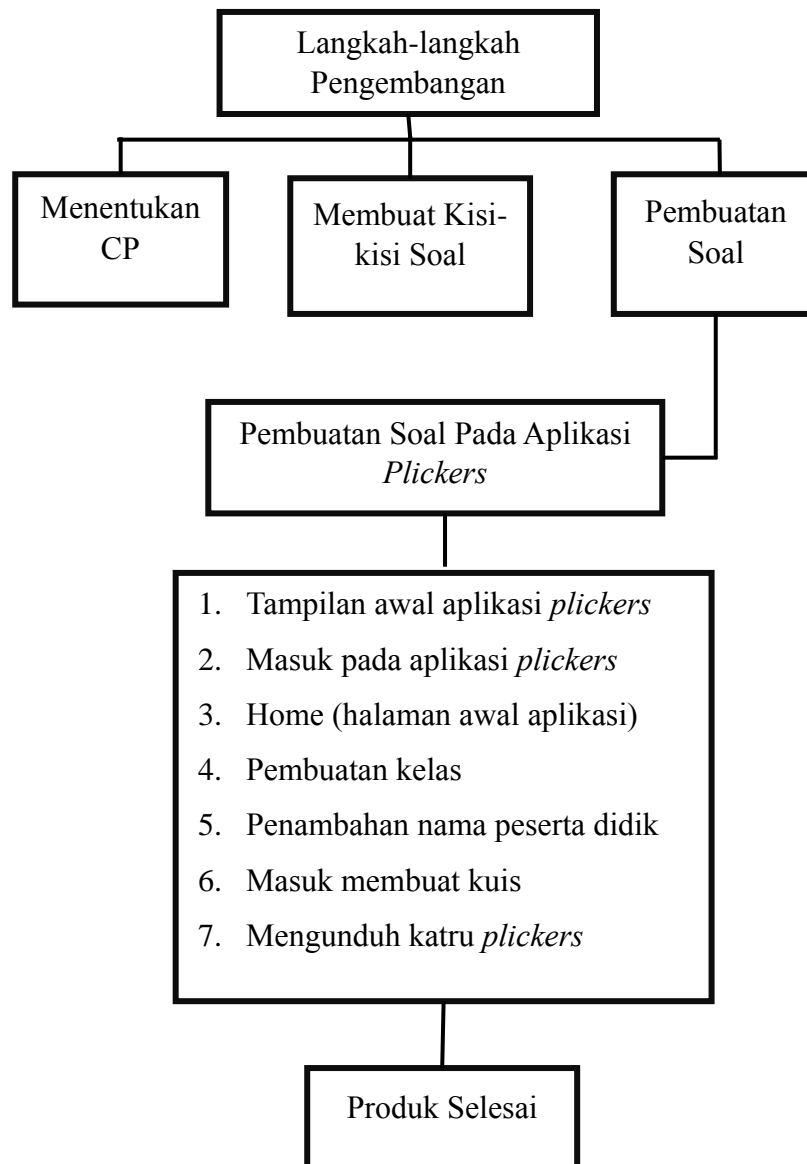 Langkah-langkah
Pengembangan
Menentukan
CP
Membuat Kisi-
kisi Soal
Pembuatan
Soal
Pembuatan Soal Pada Aplikasi
Plickers
1. Tampilan awal aplikasi plickers
2. Masuk pada aplikasi plickers
3. Home (halaman awal aplikasi)
4. Pembuatan kelas
5. Penambahan nama peserta didik
6. Masuk membuat kuis
7. Mengunduh katru plickers
Produk Selesai